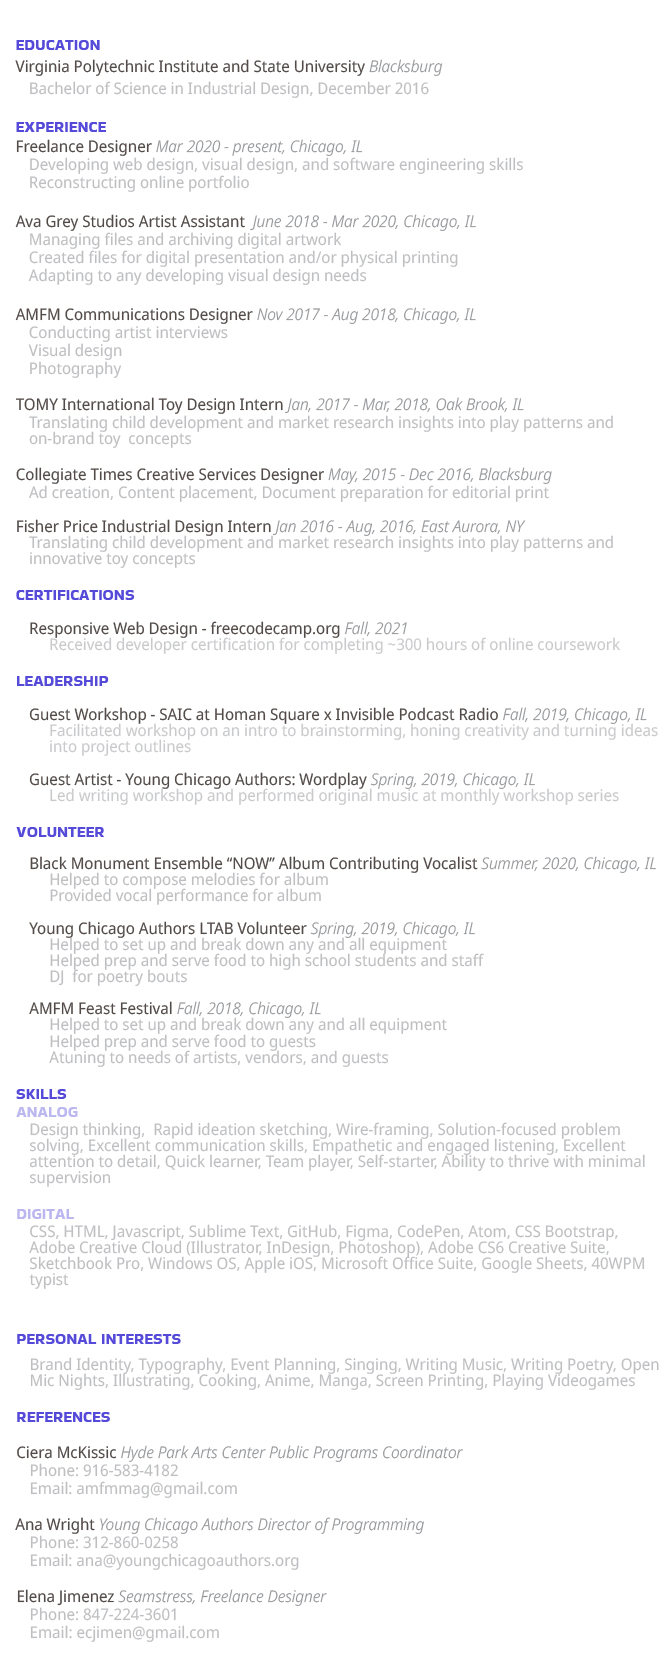 EDUCATION
Virginia Polytechnic Institute and State University Blacksburg
Bachelor of Science in Industrial Design, December 2016
EXPERIENCE
Freelance Designer Mar 2020 - present, Chicago, IL
Developing web design, visual design, and software engineering skills
Reconstructing online portfolio
Ava Grey Studios Artist Assistant  June 2018 - Mar 2020, Chicago, IL
Managing files and archiving digital artwork
Created files for digital presentation and/or physical printing
Adapting to any developing visual design needs
AMFM Communications Designer Nov 2017 - Aug 2018, Chicago, IL
Conducting artist interviews
Visual design
Photography
TOMY International Toy Design Intern Jan, 2017 - Mar, 2018, Oak Brook, IL
Translating child development and market research insights into play patterns and
on-brand toy  concepts
Collegiate Times Creative Services Designer May, 2015 - Dec 2016, Blacksburg
Ad creation, Content placement, Document preparation for editorial print
Fisher Price Industrial Design Intern Jan 2016 - Aug, 2016, East Aurora, NY
Translating child development and market research insights into play patterns and
innovative toy concepts
CERTIFICATIONS
Responsive Web Design - freecodecamp.org Fall, 2021
Received developer certification for completing ~300 hours of online coursework
LEADERSHIP
Guest Workshop - SAIC at Human Square x Invisible Podcast Radio Fall, 2019, Chicago, IL
Facilitated workshop on an intro to brainstorming, honing creativity and turning ideas
into project outlines
Guest Artist - Young Chicago Authors: Wordplay Spring, 2019, Chicago, IL
Led writing workshop and performed original music at monthly workshop series
VOLUNTEER
Black Monument Ensemble “NOW” Album Contributing Vocalist Summer, 2020, Chicago, IL
Helped to compose melodies for album
Provided vocal performance for album
Young Chicago Authors LTAB Volunteer Spring, 2019, Chicago, IL
Helped to set up and break down any and all equipment
Helped prep and serve food to high school students and staff
DJ  for poetry bouts
AMFM Feast Festival Fall, 2018, Chicago, IL
Helped to set up and break down any and all equipment
Helped prep and serve food to guests
Atuning to needs of artists, vendors, and guests
SKILLS
ANALOG
Design thinking,  Rapid ideation sketching, Wire-framing, Solution-focused problem
solving, Excellent communication skills, Empathetic and engaged listening, Excellent
attention to detail, Quick learner, Team player, Self-starter, Ability to thrive with minimal
supervision
DIGITAL
CSS, HTML, Javascript, Sublime Text, GitHub, Figma, CodePen, Atom, CSS Bootstrap,
Adobe Creative Cloud (Illustrator, InDesign, Photoshop), Adobe CS6 Creative Suite,
Sketchbook Pro, Windows OS, Apple iOS, Microsoft Office Suite, Google Sheets, 40WPM
typist
PERSONAL INTERESTS
Brand Identity, Typography, Event Planning, Singing, Writing Music, Writing Poetry, Open
Mic Nights, Illustrating, Cooking, Anime, Manga, Screen Printing, Playing Videogames
REFERENCES
Ciera McKissic Hyde Park Arts Center Public Programs Coordinator
Phone: 916-583-4182
Email: amfmmag@gmail.com
Ana Wright Young Chicago Authors Director of Programming
Phone: 312-860-0258
Email: ana@youngchicagoauthors.org
Elena Jimenez Seamstress, Freelance Designer
Phone: 847-224-3601
Email: ecjimen@gmail.com